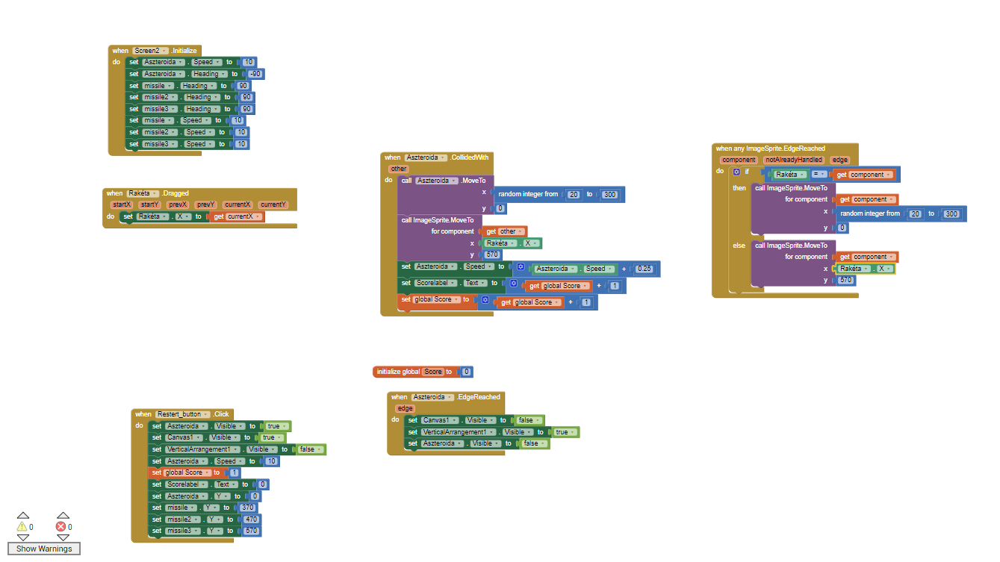 when Screen2 .Initialize
do set Aszteroida . Speed to 10
set Aszteroida . Heading to -90
set missile . Heading to 90
set missile2 . Heading to 90
set missile3 . Heading to 90
set missile . Speed to 10
set missile2 . Speed to 10
set missile3 . Speed to 10
when Rakéta .Dragged
startX startY prevX prevY currentX currentY
do set Rakéta . X to get currentX
when Aszteroida .CollidedWith
other
do call Aszteroida .MoveTo
x random integer from 20 to 300
y 0
call ImageSprite.MoveTo
for component get other
x Rakéta . X
y 570
set Aszteroida . Speed to Aszteroida . Speed + 0.25
set Scorelabel . Text to get global Score + 1
set global Score to get global Score + 1
when any ImageSprite.EdgeReached
component notAlreadyHandled edge
do if Rakéta = get component
then call ImageSprite.MoveTo
for component get component
x random integer from 20 to 300
y 0
else call ImageSprite.MoveTo
for component get component
x Rakéta . X
y 570
initialize global Score to 0
when Aszteroida .EdgeReached
edge
do set Canvas1 . Visible to false
set VerticalArrangement1 . Visible to true
set Aszteroida . Visible to false
when Restert_button .Click
do set Aszteroida . Visible to true
set Canvas1 . Visible to true
set VerticalArrangement1 . Visible to false
set Aszteroida . Speed to 10
set global Score to 1
set Scorelabel . Text to 0
set Aszteroida . Y to 0
set missile . Y to 370
set missile2 . Y to 470
set missile3 . Y to 570
0 0
Show Warnings